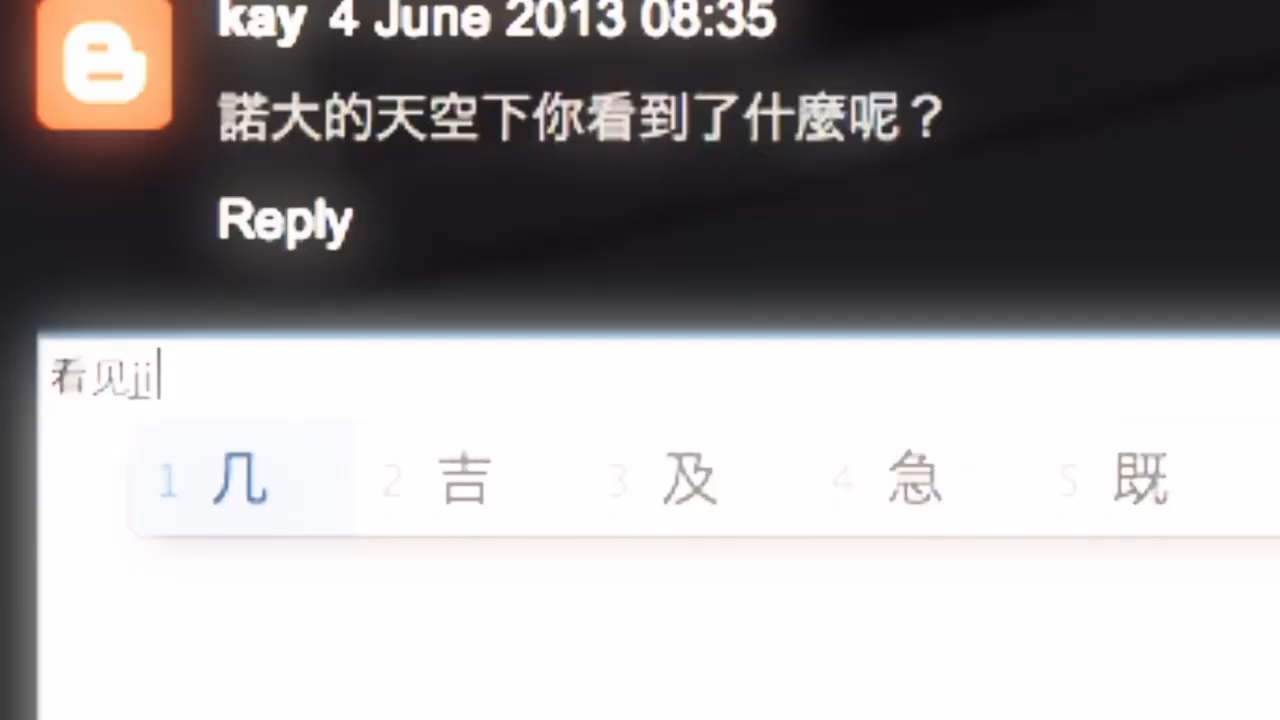 kay 4 June 2013 08:35
諾大的天空下你看到了什麼呢？
Reply
看见ji
1 几 2 吉 3 及 4 急 5 既